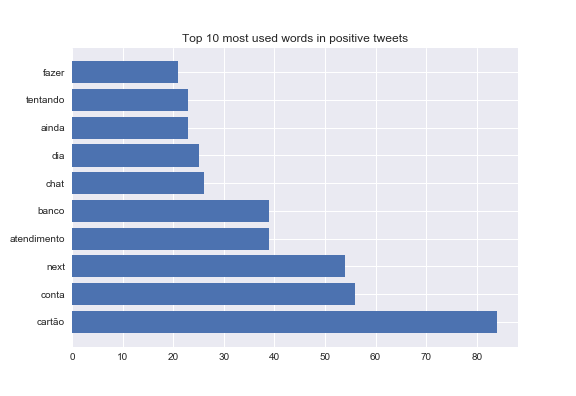 Top 10 most used words in positive tweets
fazer
tentando
ainda
dia
chat
banco
atendimento
next
conta
cartão
0 10 20 30 40 50 60 70 80